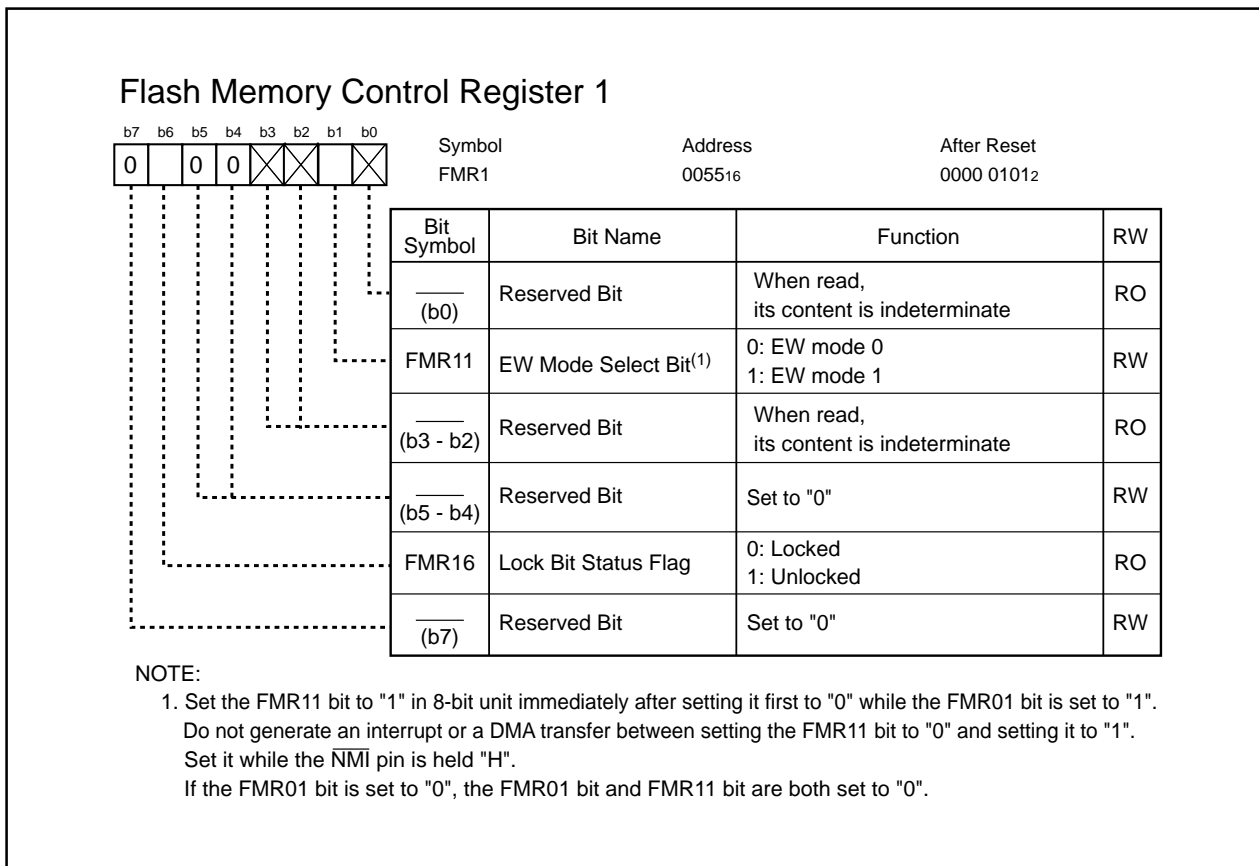 Flash Memory Control Register 1
b7 b6 b5 b4 b3 b2 b1 b0
0 0 0
Symbol Address After Reset
FMR1 005516 0000 01012
Bit Symbol Bit Name Function RW
(b0) Reserved Bit When read,
its content is indeterminate RO
FMR11 EW Mode Select Bit(1) 0: EW mode 0
1: EW mode 1 RW
(b3 - b2) Reserved Bit When read,
its content is indeterminate RO
(b5 - b4) Reserved Bit Set to "0" RW
FMR16 Lock Bit Status Flag 0: Locked
1: Unlocked RO
(b7) Reserved Bit Set to "0" RW
NOTE:
1. Set the FMR11 bit to "1" in 8-bit unit immediately after setting it first to "0" while the FMR01 bit is set to "1".
Do not generate an interrupt or a DMA transfer between setting the FMR11 bit to "0" and setting it to "1".
Set it while the N̅M̅I̅ pin is held "H".
If the FMR01 bit is set to "0", the FMR01 bit and FMR11 bit are both set to "0".